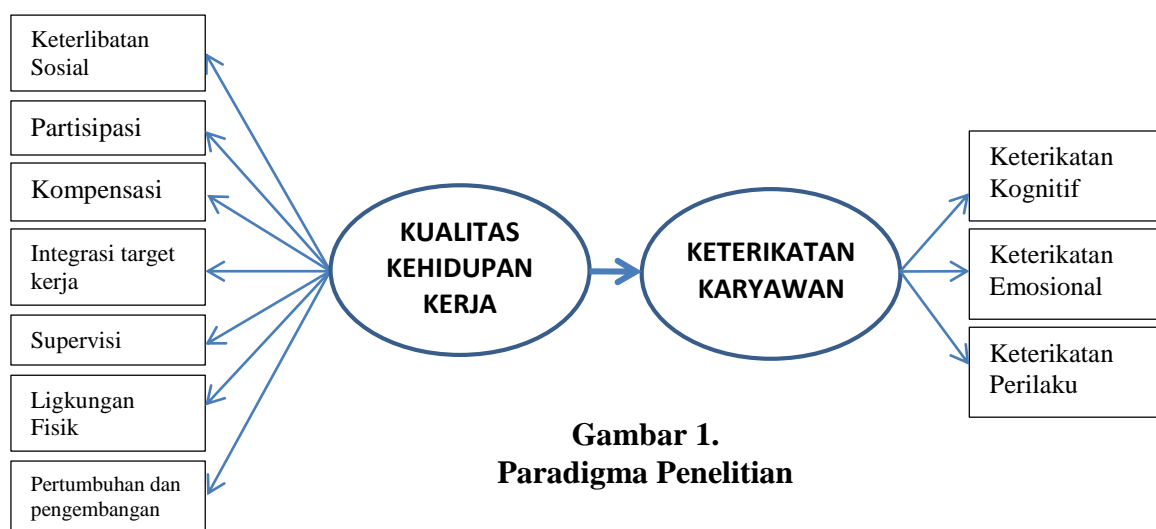 Keterlibatan
Sosial
Partisipasi
Kompensasi
Integrasi target
kerja
Supervisi
Ligkungan
Fisik
Pertumbuhan dan
pengembangan
KUALITAS
KEHIDUPAN
KERJA
KETERIKATAN
KARYAWAN
Keterikatan
Kognitif
Keterikatan
Emosional
Keterikatan
Perilaku
Gambar 1.
Paradigma Penelitian